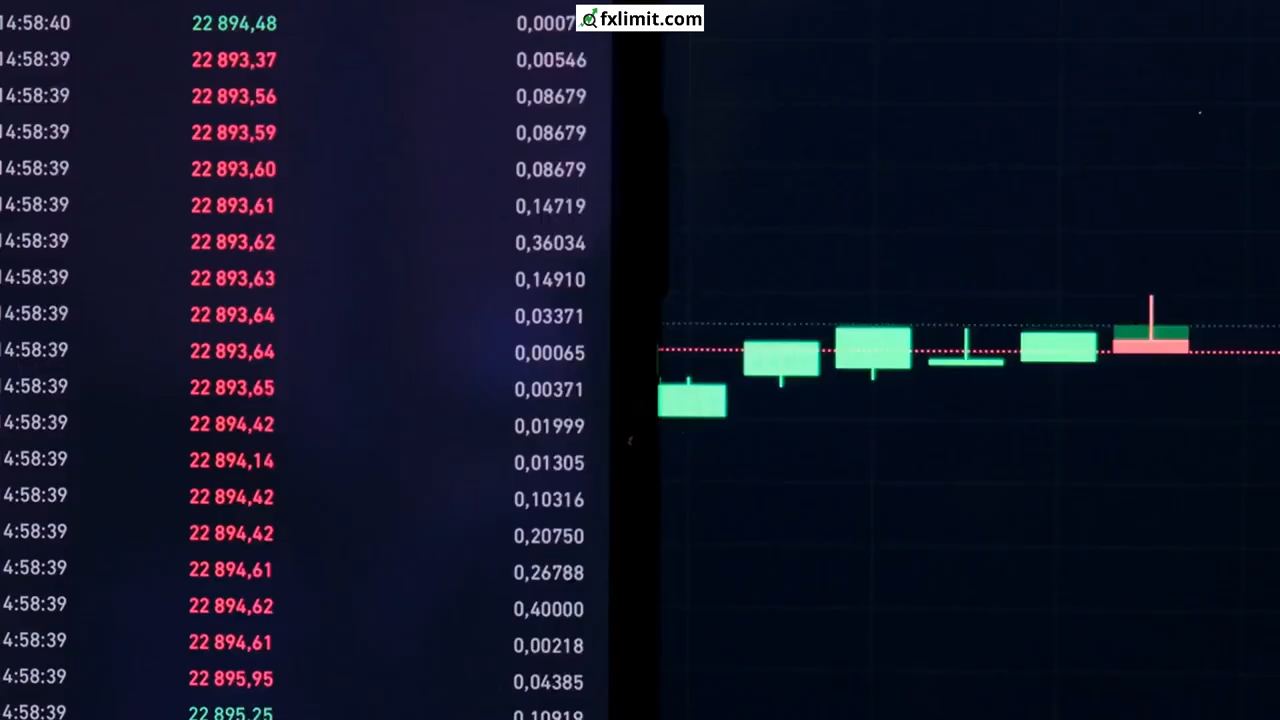 fxlimit.com
14:58:40 22 894,48 0,0007
14:58:39 22 893,37 0,00546
14:58:39 22 893,56 0,08679
14:58:39 22 893,59 0,08679
14:58:39 22 893,60 0,08679
14:58:39 22 893,61 0,14719
14:58:39 22 893,62 0,36034
14:58:39 22 893,63 0,14910
14:58:39 22 893,64 0,03371
14:58:39 22 893,64 0,00065
14:58:39 22 893,65 0,00371
14:58:39 22 894,42 0,01999
14:58:39 22 894,14 0,01305
4:58:39 22 894,42 0,10316
4:58:39 22 894,42 0,20750
4:58:39 22 894,61 0,26788
4:58:39 22 894,62 0,40000
4:58:39 22 894,61 0,00218
4:58:39 22 895,95 0,04385
4:58:39 22 895,25 0,10919